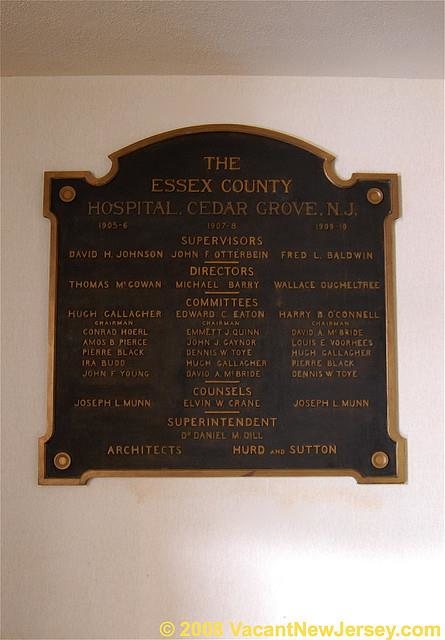 THE
ESSEX COUNTY
HOSPITAL, CEDAR GROVE, N.J.
1905-6 1907-8 1909-10
SUPERVISORS
DAVID H. JOHNSON JOHN F OTTERBEIN FRED L. BALDWIN
DIRECTORS
THOMAS McGOWAN MICHAEL BARRY WALLACE OUGHELTREE
COMMITTEES
HUGH GALLAGHER EDWARD C. EATON HARRY B. O'CONNELL
CHAIRMAN CHAIRMAN CHAIRMAN
CONRAD HOERL EMMETT J. QUINN DAVID A. McBRIDE
AMOS B. PIERCE JOHN J. GAYNOR LOUIS E. VOORHEES
PIERRE BLACK DENNIS W. TOYE HUGH GALLAGHER
IRA BUDD HUGH GALLAGHER PIERRE BLACK
JOHN F YOUNG DAVID A. McBRIDE DENNIS W. TOYE
COUNSELS
JOSEPH L. MUNN ELVIN W. CRANE JOSEPH L. MUNN
SUPERINTENDENT
DR DANIEL M. DILL
ARCHITECTS HURD AND SUTTON
© 2008 VacantNewJersey.com